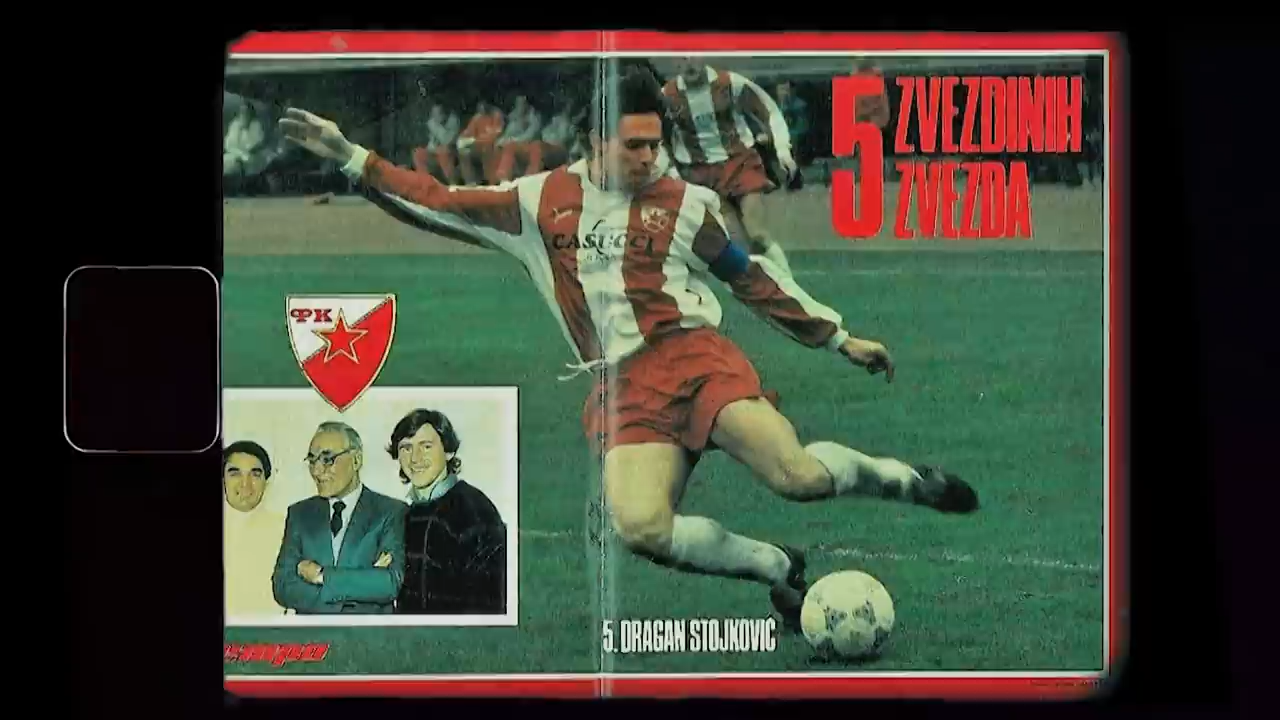 5 ZVEZDINIH
ZVEZDA
CASUCCI
ФК
5. DRAGAN STOJKOVIĆ